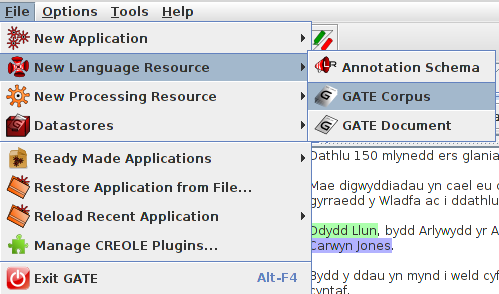 File Options Tools Help
New Application
New Language Resource
New Processing Resource
Datastores
Ready Made Applications
Restore Application from File...
Reload Recent Application
Manage CREOLE Plugins...
Exit GATE Alt-F4
Annotation Schema
GATE Corpus
GATE Document
Dathlu 150 mlynedd ers glania
Mae digwyddiadau yn cael eu
gyrraedd y Wladfa ac i ddathlu
Ddydd Llun, bydd Arlywydd yr A
Carwyn Jones.
Bydd y ddau yn mynd i weld cyf
cyntaf.